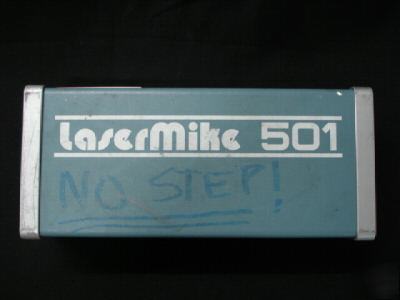 LaserMike 501
NO STEP!